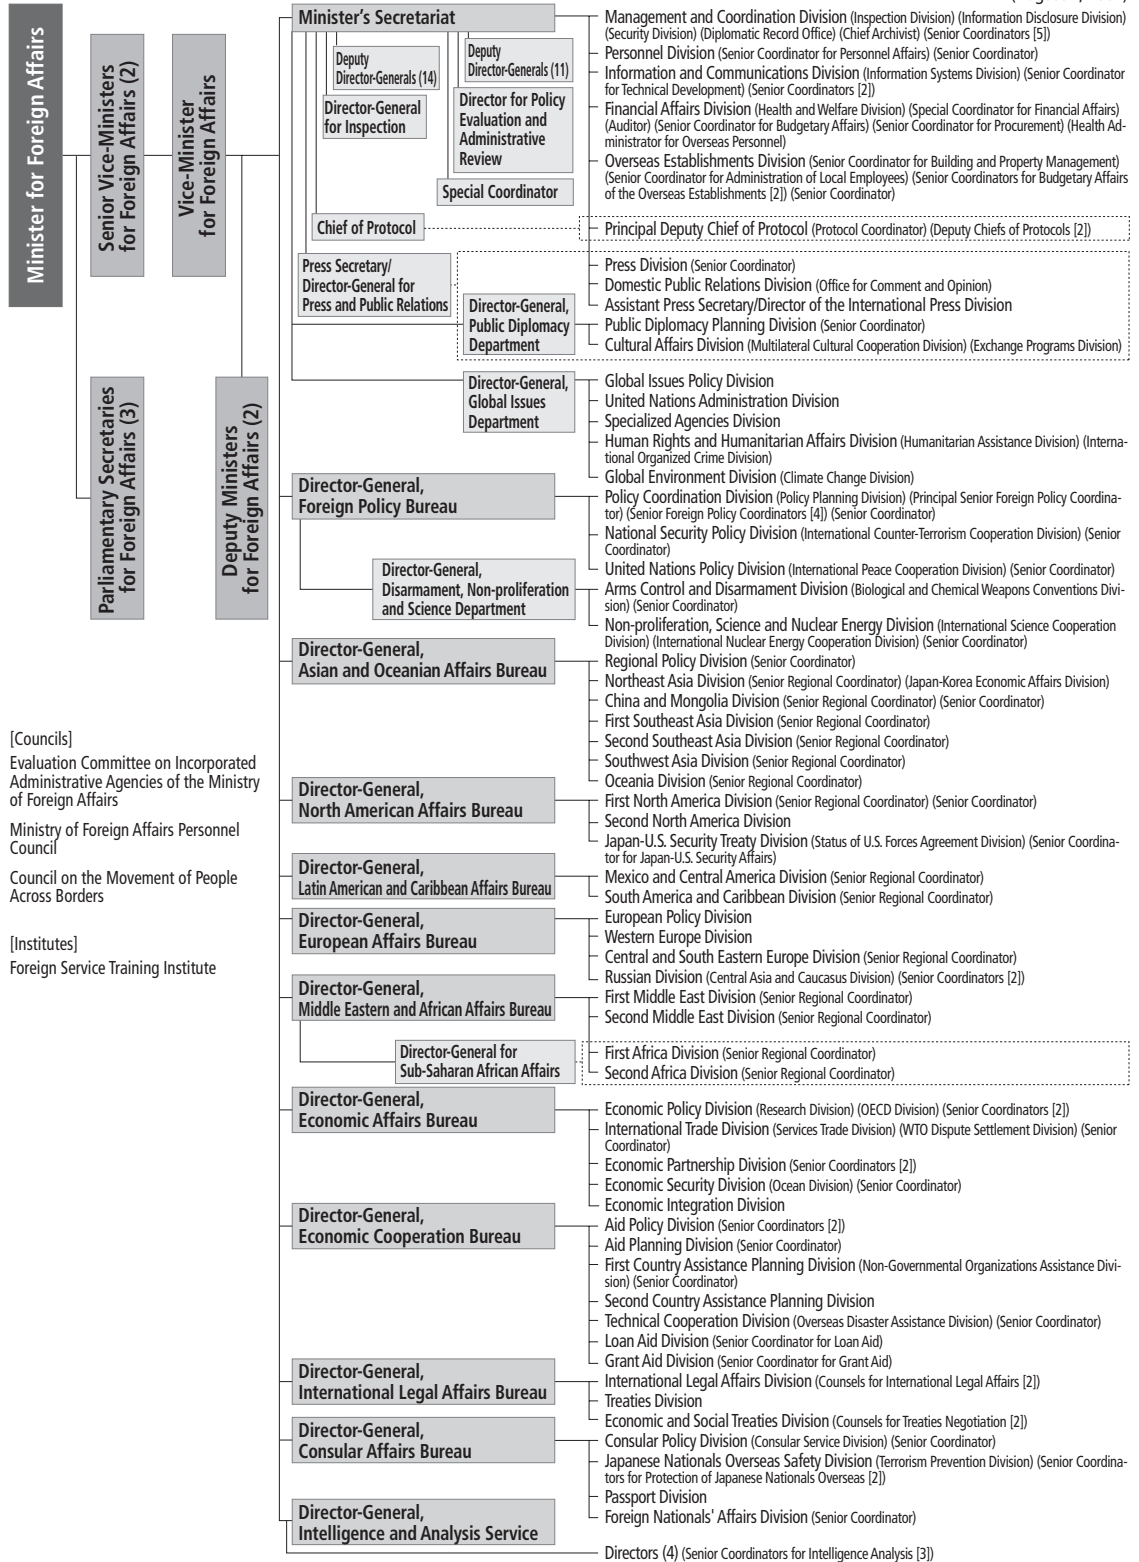 Minister for Foreign Affairs
Senior Vice-Ministers
for Foreign Affairs (2)
Vice-Minister
for Foreign Affairs
Parliamentary Secretaries
for Foreign Affairs (3)
Deputy Ministers
for Foreign Affairs (2)
[Councils]
Evaluation Committee on Incorporated
Administrative Agencies of the Ministry
of Foreign Affairs
Ministry of Foreign Affairs Personnel
Council
Council on the Movement of People
Across Borders
[Institutes]
Foreign Service Training Institute
Minister's Secretariat
Deputy
Director-Generals (14)
Deputy
Director-Generals (11)
Director-General
for Inspection
Director for Policy
Evaluation and
Administrative
Review
Special Coordinator
Management and Coordination Division (Inspection Division) (Information Disclosure Division)
(Security Division) (Diplomatic Record Office) (Chief Archivist) (Senior Coordinators [5])
Personnel Division (Senior Coordinator for Personnel Affairs) (Senior Coordinator)
Information and Communications Division (Information Systems Division) (Senior Coordinator
for Technical Development) (Senior Coordinators [2])
Financial Affairs Division (Health and Welfare Division) (Special Coordinator for Financial Affairs)
(Auditor) (Senior Coordinator for Budgetary Affairs) (Senior Coordinator for Procurement) (Health Ad-
ministrator for Overseas Personnel)
Overseas Establishments Division (Senior Coordinator for Building and Property Management)
(Senior Coordinator for Administration of Local Employees) (Senior Coordinators for Budgetary Affairs
of the Overseas Establishments [2]) (Senior Coordinator)
Chief of Protocol
Principal Deputy Chief of Protocol (Protocol Coordinator) (Deputy Chiefs of Protocols [2])
Press Secretary/
Director-General for
Press and Public Relations
Press Division (Senior Coordinator)
Domestic Public Relations Division (Office for Comment and Opinion)
Assistant Press Secretary/Director of the International Press Division
Director-General,
Public Diplomacy
Department
Public Diplomacy Planning Division (Senior Coordinator)
Cultural Affairs Division (Multilateral Cultural Cooperation Division) (Exchange Programs Division)
Director-General,
Global Issues
Department
Global Issues Policy Division
United Nations Administration Division
Specialized Agencies Division
Human Rights and Humanitarian Affairs Division (Humanitarian Assistance Division) (Interna-
tional Organized Crime Division)
Global Environment Division (Climate Change Division)
Director-General,
Foreign Policy Bureau
Policy Coordination Division (Policy Planning Division) (Principal Senior Foreign Policy Coordina-
tor) (Senior Foreign Policy Coordinators [4]) (Senior Coordinator)
National Security Policy Division (International Counter-Terrorism Cooperation Division) (Senior
Coordinator)
United Nations Policy Division (International Peace Cooperation Division) (Senior Coordinator)
Director-General,
Disarmament, Non-proliferation
and Science Department
Arms Control and Disarmament Division (Biological and Chemical Weapons Conventions Divi-
sion) (Senior Coordinator)
Non-proliferation, Science and Nuclear Energy Division (International Science Cooperation
Division) (International Nuclear Energy Cooperation Division) (Senior Coordinator)
Director-General,
Asian and Oceanian Affairs Bureau
Regional Policy Division (Senior Coordinator)
Northeast Asia Division (Senior Regional Coordinator) (Japan-Korea Economic Affairs Division)
China and Mongolia Division (Senior Regional Coordinator) (Senior Coordinator)
First Southeast Asia Division (Senior Regional Coordinator)
Second Southeast Asia Division (Senior Regional Coordinator)
Southwest Asia Division (Senior Regional Coordinator)
Oceania Division (Senior Regional Coordinator)
Director-General,
North American Affairs Bureau
First North America Division (Senior Regional Coordinator) (Senior Coordinator)
Second North America Division
Japan-U.S. Security Treaty Division (Status of U.S. Forces Agreement Division) (Senior Coordina-
tor for Japan-U.S. Security Affairs)
Director-General,
Latin American and Caribbean Affairs Bureau
Mexico and Central America Division (Senior Regional Coordinator)
South America and Caribbean Division (Senior Regional Coordinator)
Director-General,
European Affairs Bureau
European Policy Division
Western Europe Division
Central and South Eastern Europe Division (Senior Regional Coordinator)
Russian Division (Central Asia and Caucasus Division) (Senior Coordinators [2])
Director-General,
Middle Eastern and African Affairs Bureau
First Middle East Division (Senior Regional Coordinator)
Second Middle East Division (Senior Regional Coordinator)
Director-General for
Sub-Saharan African Affairs
First Africa Division (Senior Regional Coordinator)
Second Africa Division (Senior Regional Coordinator)
Director-General,
Economic Affairs Bureau
Economic Policy Division (Research Division) (OECD Division) (Senior Coordinators [2])
International Trade Division (Services Trade Division) (WTO Dispute Settlement Division) (Senior
Coordinator)
Economic Partnership Division (Senior Coordinators [2])
Economic Security Division (Ocean Division) (Senior Coordinator)
Economic Integration Division
Director-General,
Economic Cooperation Bureau
Aid Policy Division (Senior Coordinators [2])
Aid Planning Division (Senior Coordinator)
First Country Assistance Planning Division (Non-Governmental Organizations Assistance Divi-
sion) (Senior Coordinator)
Second Country Assistance Planning Division
Technical Cooperation Division (Overseas Disaster Assistance Division) (Senior Coordinator)
Loan Aid Division (Senior Coordinator for Loan Aid)
Grant Aid Division (Senior Coordinator for Grant Aid)
Director-General,
International Legal Affairs Bureau
International Legal Affairs Division (Counsels for International Legal Affairs [2])
Treaties Division
Economic and Social Treaties Division (Counsels for Treaties Negotiation [2])
Director-General,
Consular Affairs Bureau
Consular Policy Division (Consular Service Division) (Senior Coordinator)
Japanese Nationals Overseas Safety Division (Terrorism Prevention Division) (Senior Coordina-
tors for Protection of Japanese Nationals Overseas [2])
Passport Division
Foreign Nationals' Affairs Division (Senior Coordinator)
Director-General,
Intelligence and Analysis Service
Directors (4) (Senior Coordinators for Intelligence Analysis [3])